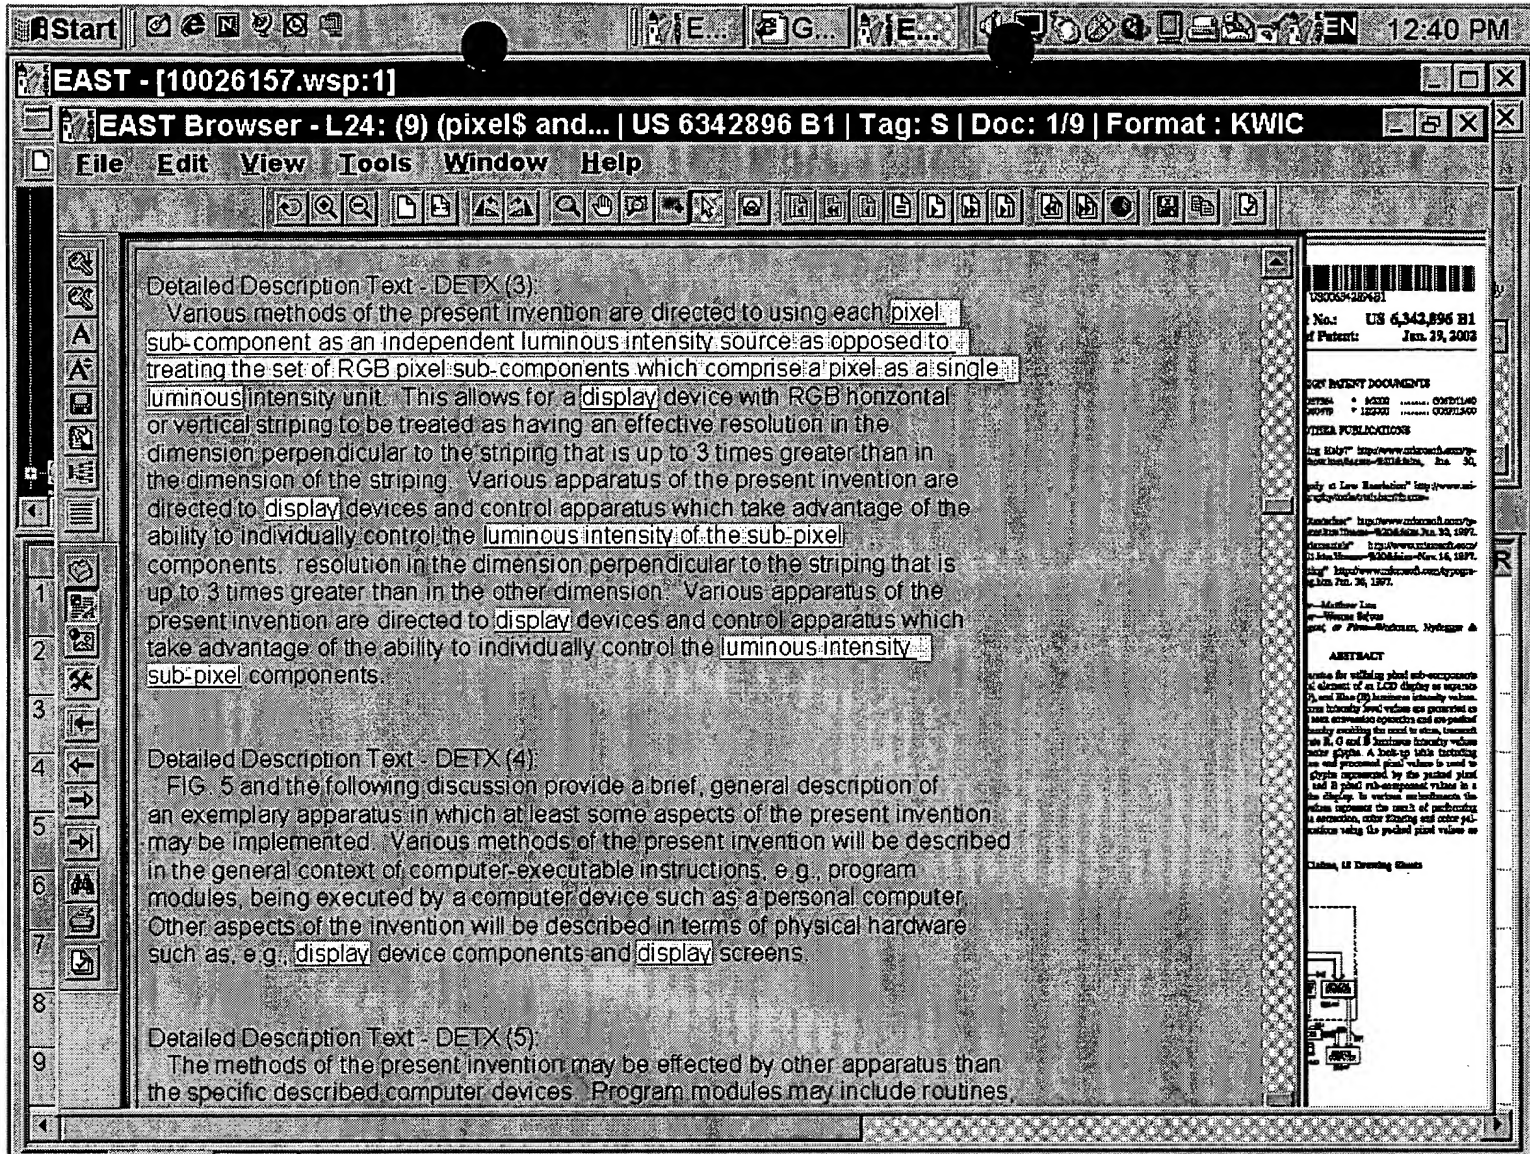 Start
E...
G...
E...
EN
12:40 PM
EAST - [10026157.wsp:1]
EAST Browser - L24: (9) (pixel$ and... | US 6342896 B1 | Tag: S | Doc: 1/9 | Format : KWIC
File Edit View Tools Window Help
Detailed Description Text - DETX (3):
Various methods of the present invention are directed to using each pixel
sub-component as an independent luminous intensity source as opposed to
treating the set of RGB pixel sub-components which comprise a pixel as a single
luminous intensity unit. This allows for a display device with RGB horizontal
or vertical striping to be treated as having an effective resolution in the
dimension perpendicular to the striping that is up to 3 times greater than in
the dimension of the striping. Various apparatus of the present invention are
directed to display devices and control apparatus which take advantage of the
ability to individually control the luminous intensity of the sub-pixel
components. resolution in the dimension perpendicular to the striping that is
up to 3 times greater than in the other dimension. Various apparatus of the
present invention are directed to display devices and control apparatus which
take advantage of the ability to individually control the luminous intensity
sub-pixel components.
Detailed Description Text - DETX (4):
FIG. 5 and the following discussion provide a brief, general description of
an exemplary apparatus in which at least some aspects of the present invention
may be implemented. Various methods of the present invention will be described
in the general context of computer-executable instructions, e.g., program
modules, being executed by a computer device such as a personal computer.
Other aspects of the invention will be described in terms of physical hardware
such as, e.g., display device components and display screens.
Detailed Description Text - DETX (5):
The methods of the present invention may be effected by other apparatus than
the specific described computer devices. Program modules may include routines,
1
2
3
4
5
6
7
8
9
US006342896B1
No.: US 6,342,896 B1
of Patent: Jan. 29, 2002
PATENT DOCUMENTS
OTHER PUBLICATIONS
ABSTRACT
Claims, 18 Drawing Sheets
R